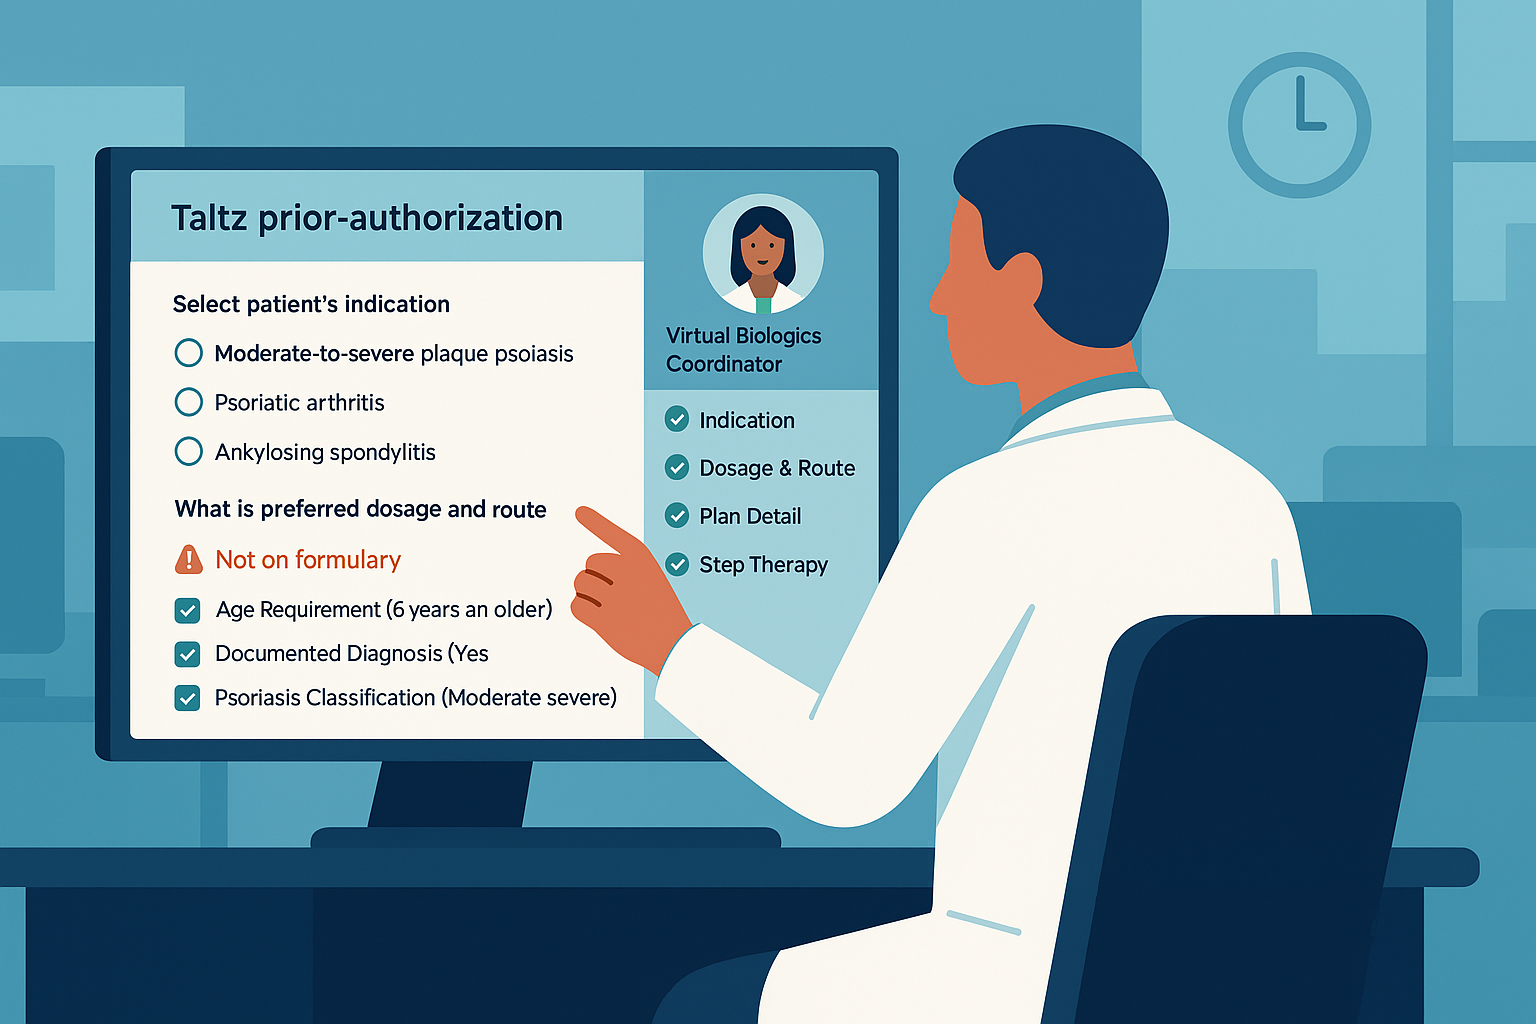 Taltz prior-authorization
Select patient's indication
Moderate-to-severe plaque psoiasis
Psoriatic arthritis
Ankylosing spondylitis
What is preferred dosage and route
Not on formulary
Age Requirement (6 years an older)
Documented Diagnosis (Yes
Psoriasis Classification (Moderate severe)
Virtual Biologics
Coordinator
Indication
Dosage & Route
Plan Detail
Step Therapy